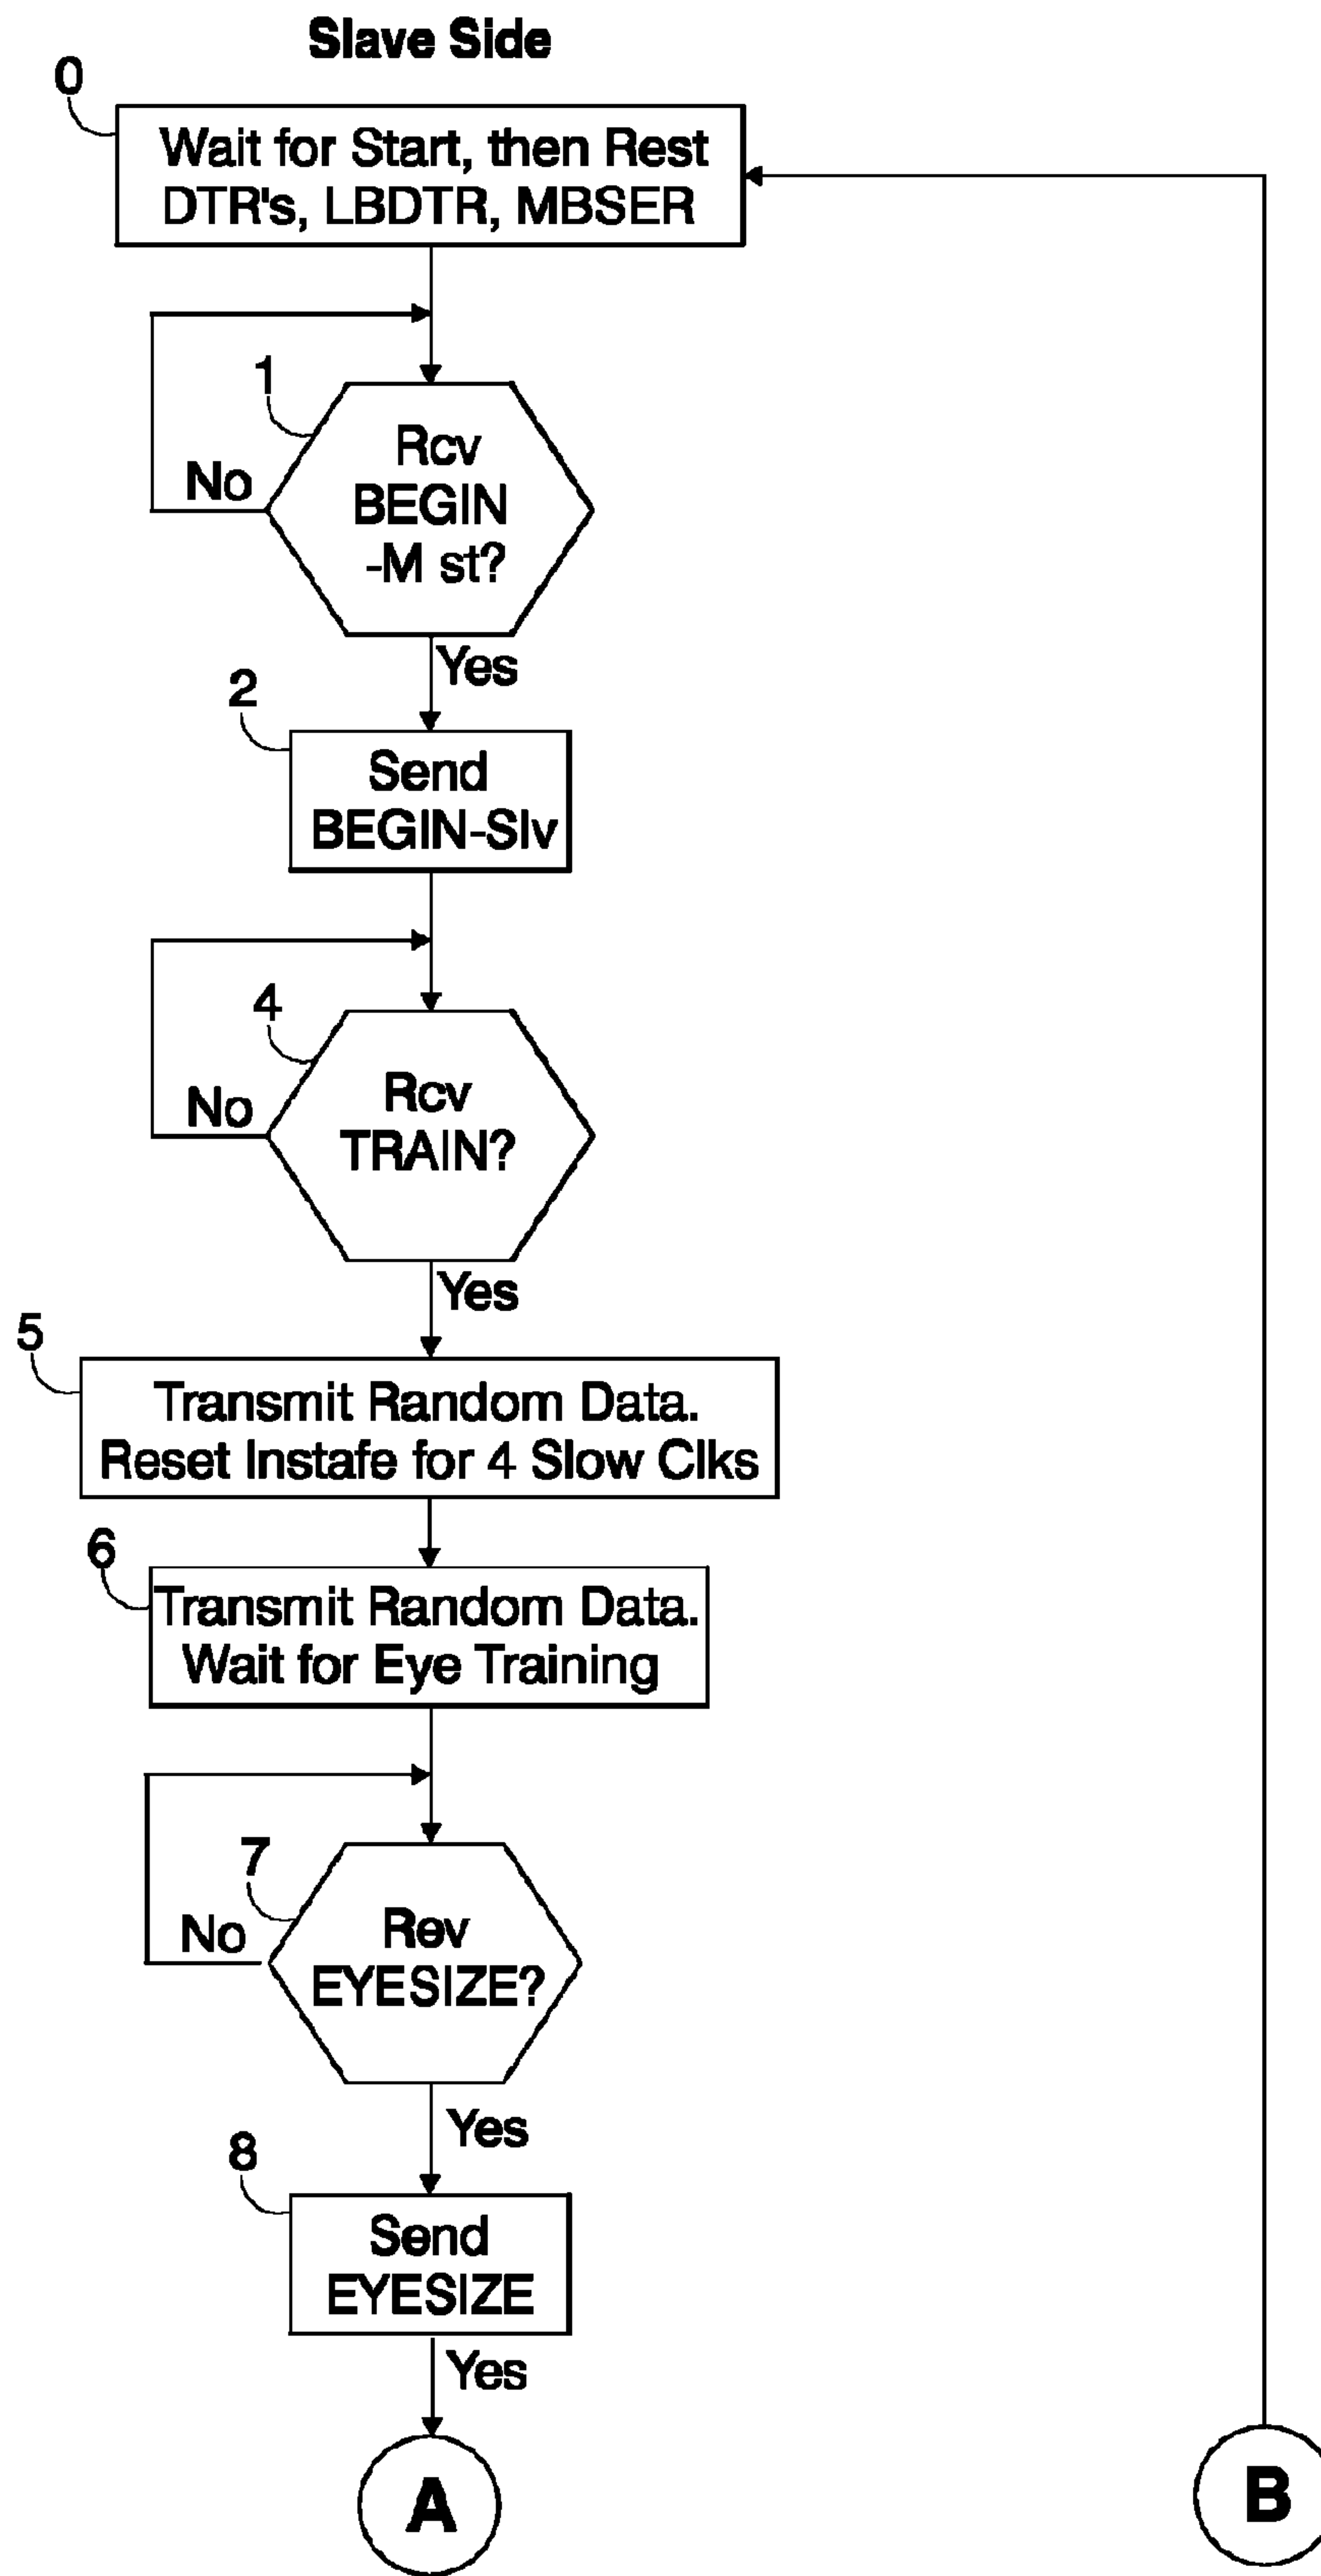 Slave Side
0
Wait for Start, then Rest
DTR's, LBDTR, MBSER
1
Rcv
BEGIN
-M st?
No
Yes
2
Send
BEGIN-Slv
4
Rcv
TRAIN?
No
Yes
5
Transmit Random Data.
Reset Instafe for 4 Slow Clks
6
Transmit Random Data.
Wait for Eye Training
7
Rev
EYESIZE?
No
Yes
8
Send
EYESIZE
Yes
A
B